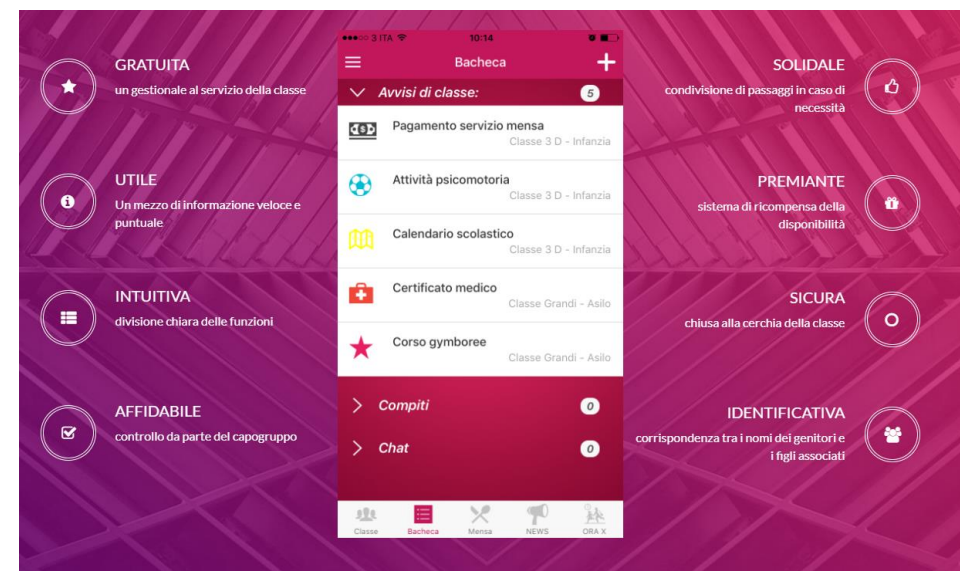 GRATUITA
un gestionale al servizio della classe
UTILE
Un mezzo di informazione veloce e
puntuale
INTUITIVA
divisione chiara delle funzioni
AFFIDABILE
controllo da parte del capogruppo
3 ITA 10:14
Bacheca
Avvisi di classe: 5
Pagamento servizio mensa
Classe 3 D - Infanzia
Attività psicomotoria
Classe 3 D - Infanzia
Calendario scolastico
Classe 3 D - Infanzia
Certificato medico
Classe Grandi - Asilo
Corso gymboree
Classe Grandi - Asilo
Compiti 0
Chat 0
Classe Bacheca Mensa NEWS ORA X
SOLIDALE
condivisione di passaggi in caso di
necessità
PREMIANTE
sistema di ricompensa della
disponibilità
SICURA
chiusa alla cerchia della classe
IDENTIFICATIVA
corrispondenza tra i nomi dei genitori e
i figli associati